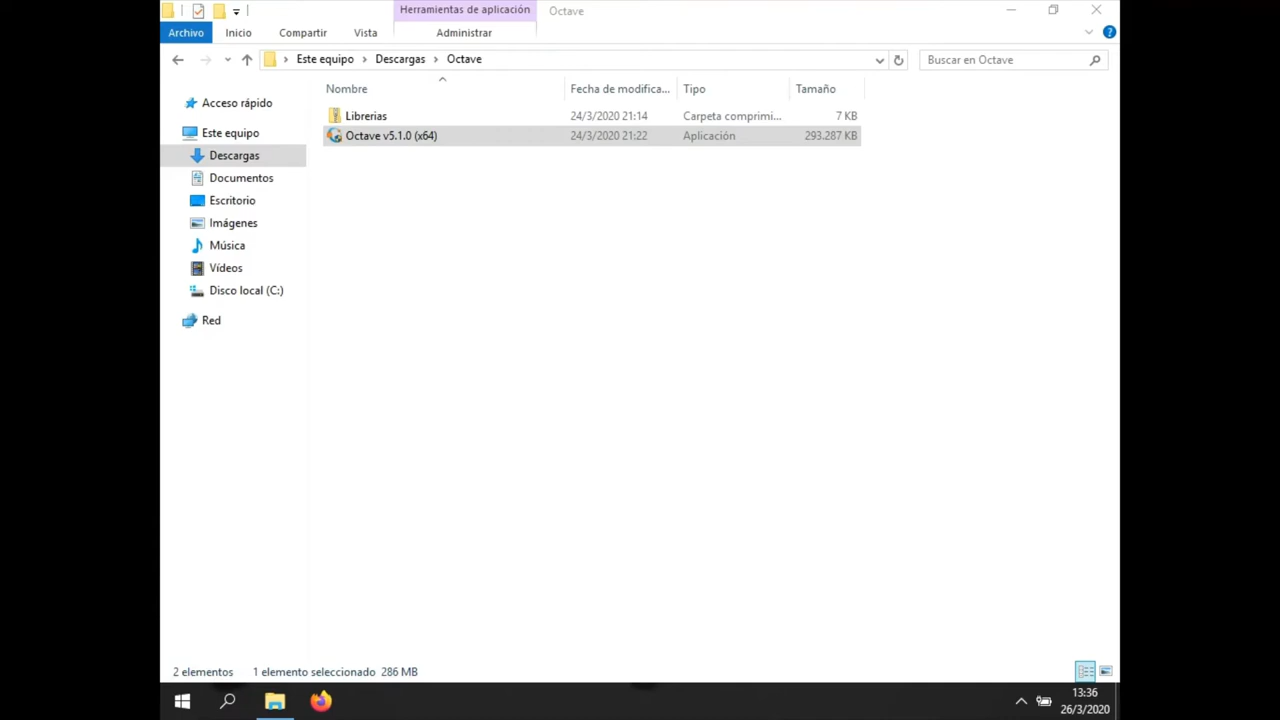 Herramientas de aplicación
Octave
Archivo
Inicio
Compartir
Vista
Administrar
Este equipo
Descargas
Octave
Buscar en Octave
Nombre
Fecha de modifica...
Tipo
Tamaño
Librerias
24/3/2020 21:14
Carpeta comprimi...
7 KB
Octave v5.1.0 (x64)
24/3/2020 21:22
Aplicación
293.287 KB
Acceso rápido
Este equipo
Descargas
Documentos
Escritorio
Imágenes
Música
Vídeos
Disco local (C:)
Red
2 elementos
1 elemento seleccionado 286 MB
13:36
26/3/2020